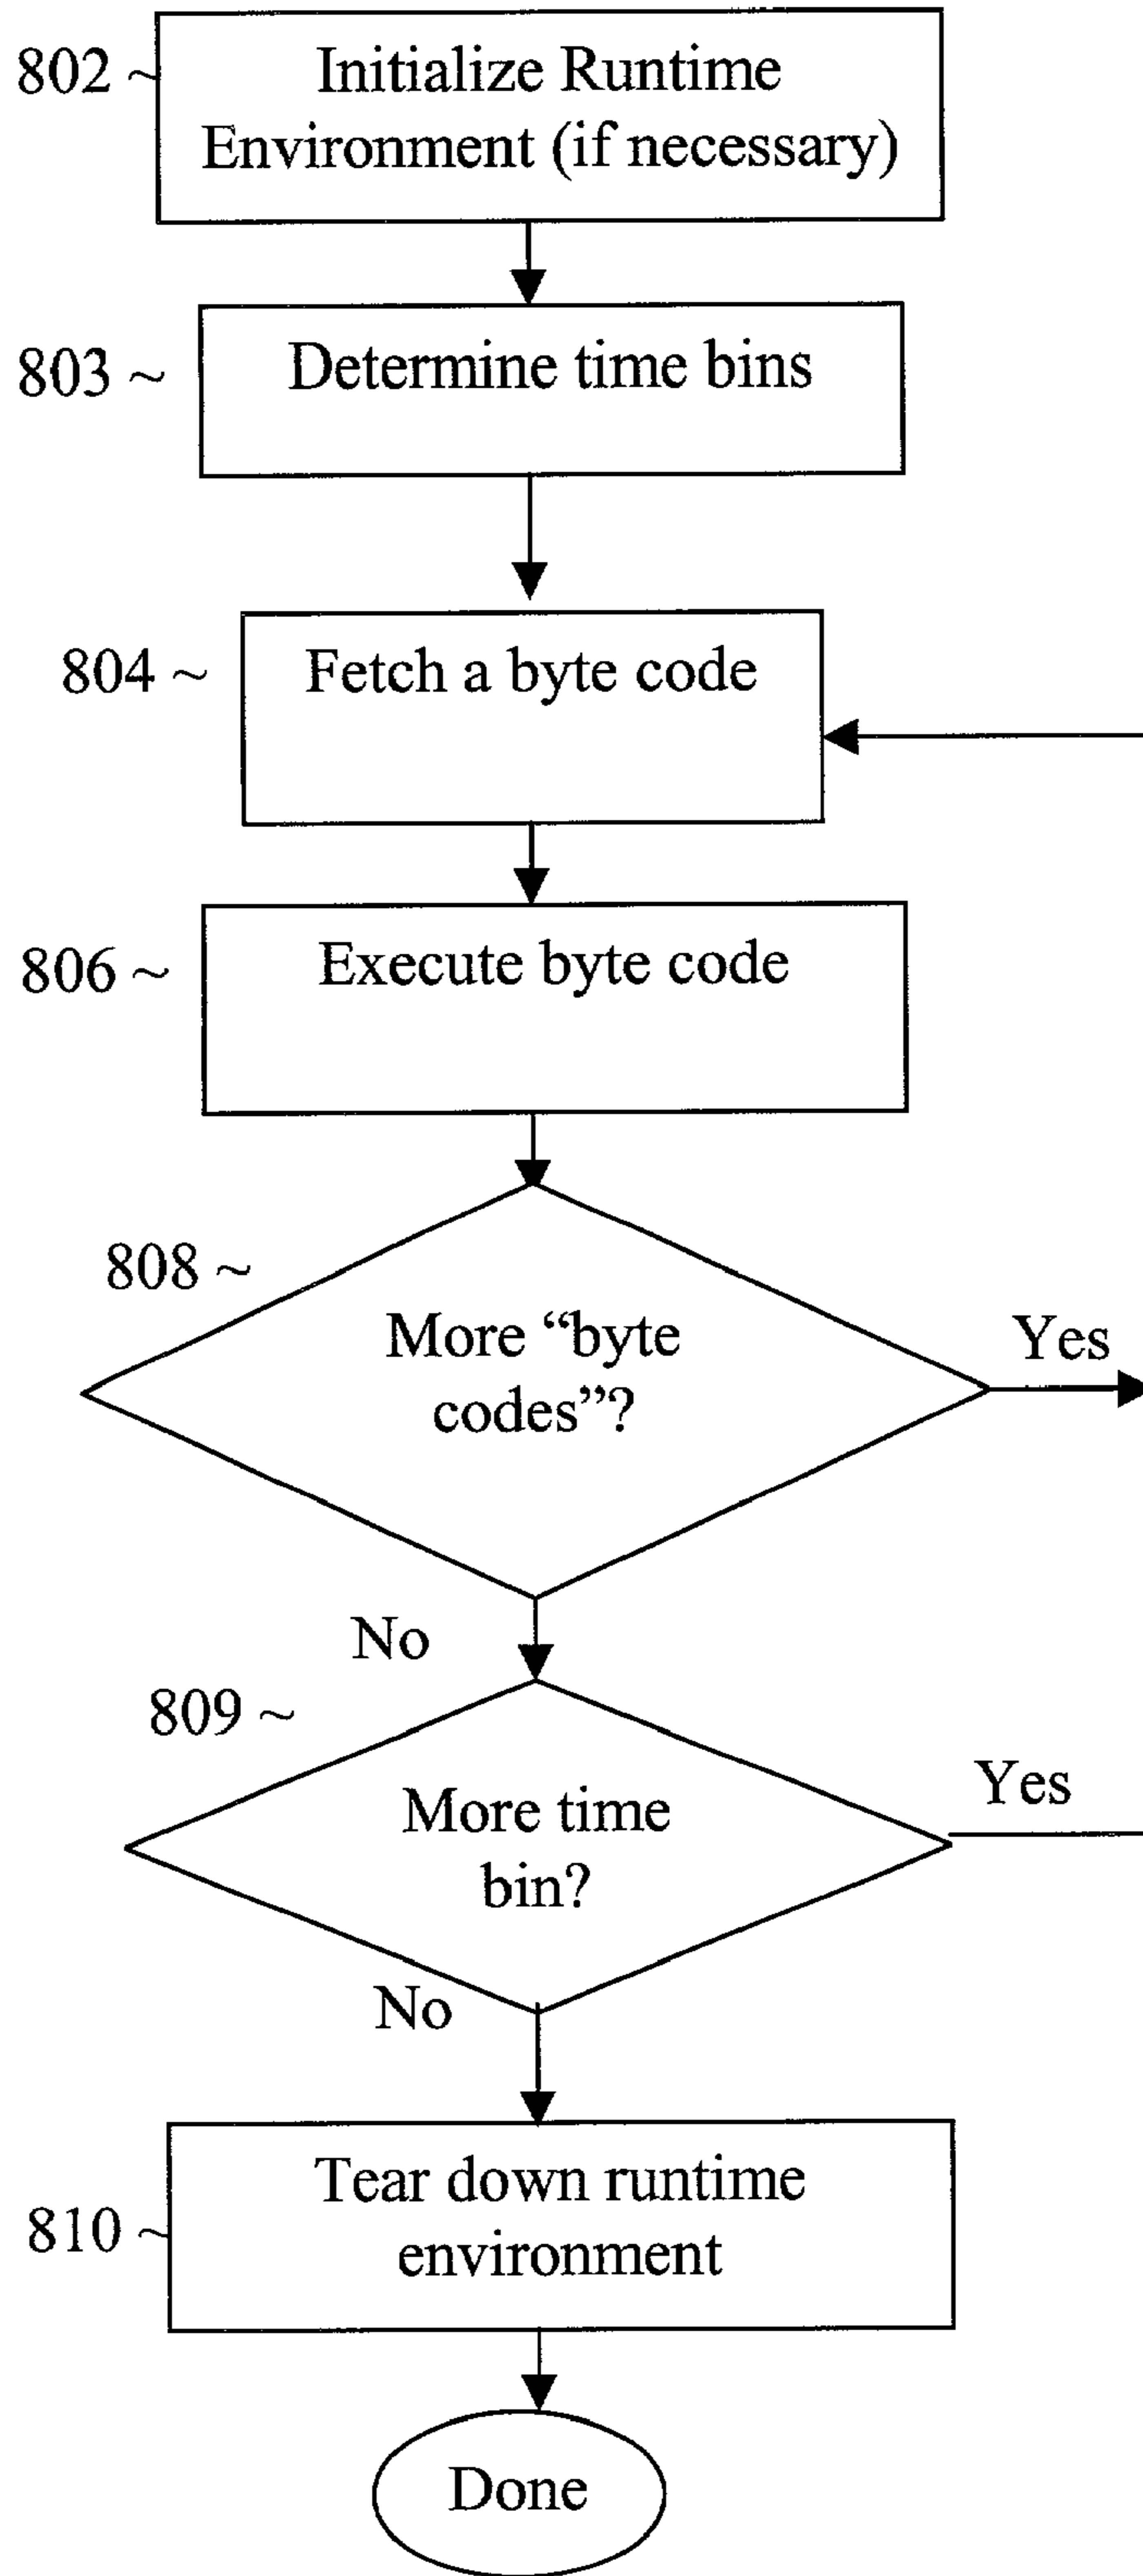 802 ~ Initialize Runtime
Environment (if necessary)
803 ~ Determine time bins
804 ~ Fetch a byte code
806 ~ Execute byte code
808 ~
More “byte
codes”?
Yes
No
809 ~
More time
bin?
Yes
No
Tear down runtime
810 ~ environment
Done